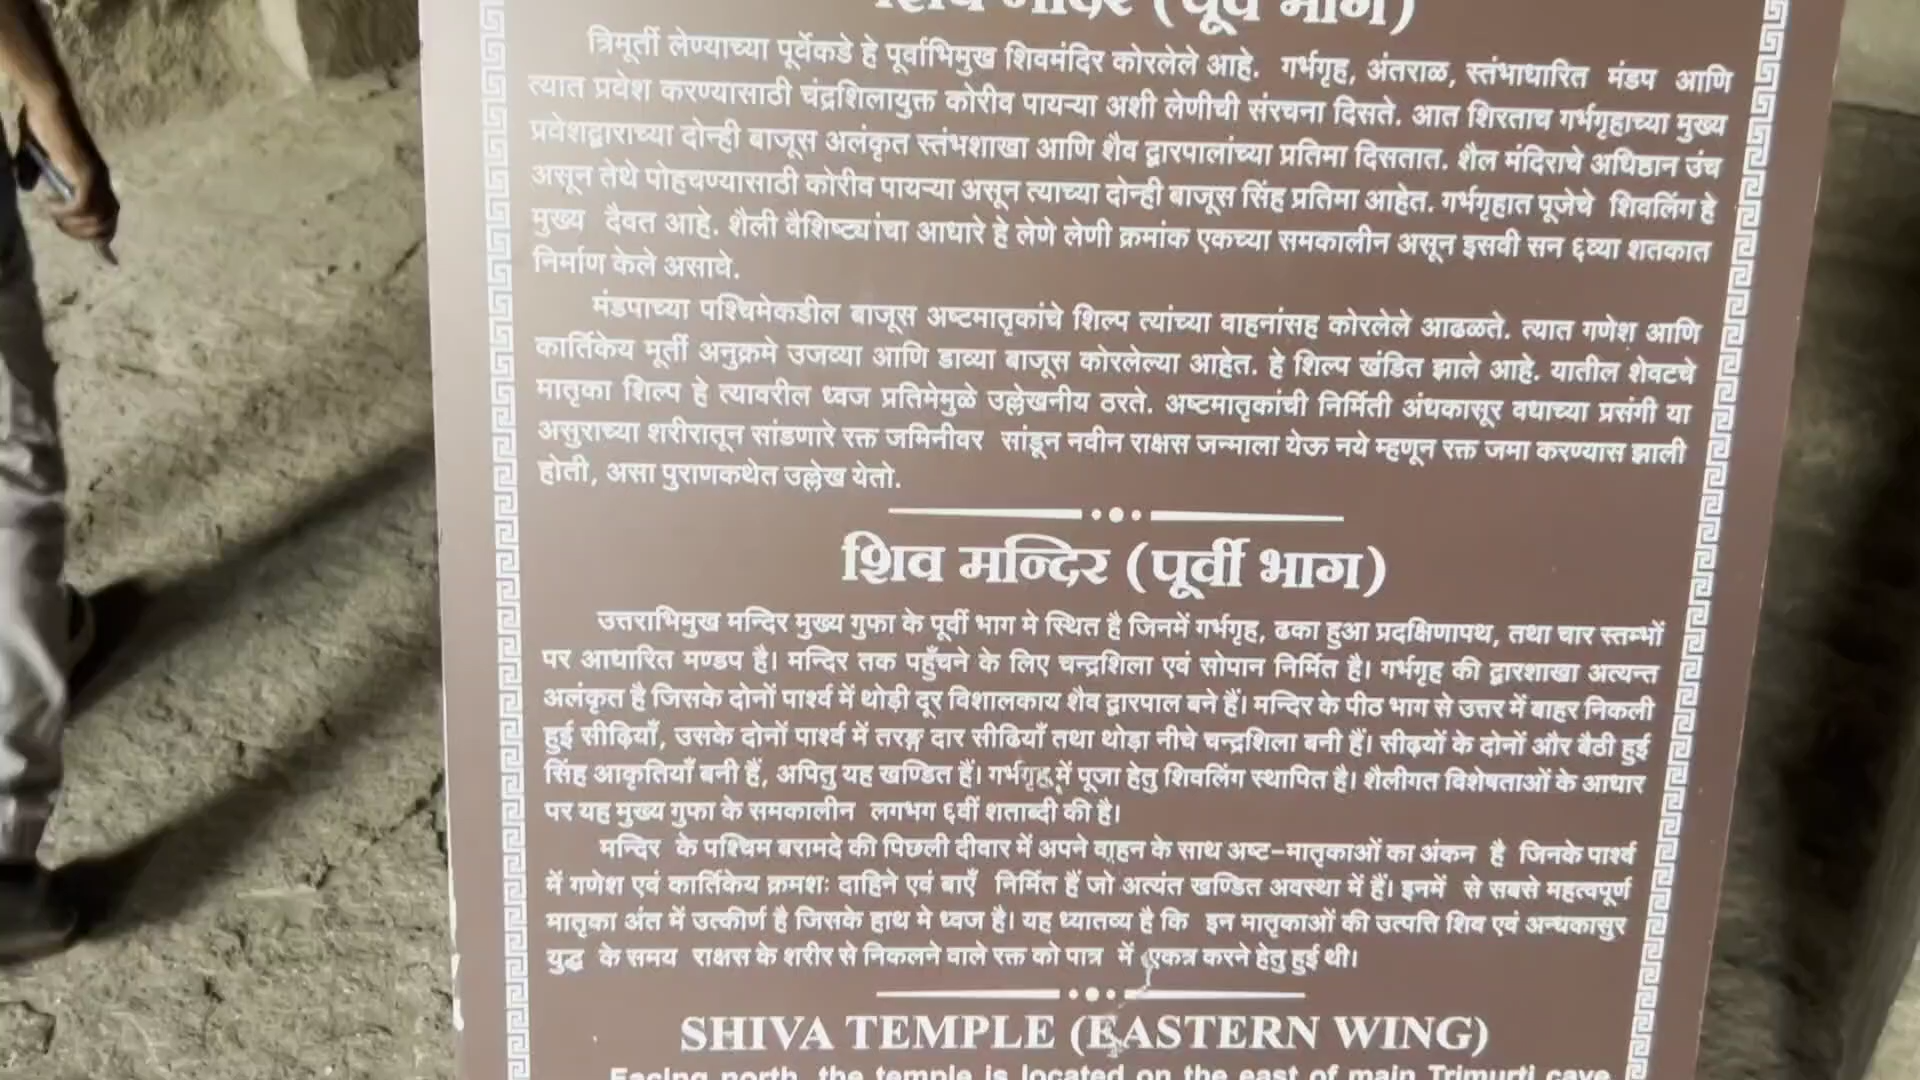 शिव मंदिर (पूर्व भाग)
त्रिमूर्ती लेण्याच्या पूर्वेकडे हे पूर्वाभिमुख शिवमंदिर कोरलेले आहे. गर्भगृह, अंतराळ, स्तंभाधारित मंडप आणि
त्यात प्रवेश करण्यासाठी चंद्रशिलायुक्त कोरीव पायऱ्या अशी लेणीची संरचना दिसते. आत शिरताच गर्भगृहाच्या मुख्य
प्रवेशद्वाराच्या दोन्ही बाजूस अलंकृत स्तंभशाखा आणि शैव द्वारपालांच्या प्रतिमा दिसतात. शैल मंदिराचे अधिष्ठान उंच
असून तेथे पोहचण्यासाठी कोरीव पायऱ्या असून त्याच्या दोन्ही बाजूस सिंह प्रतिमा आहेत. गर्भगृहात पूजेचे शिवलिंग हे
मुख्य दैवत आहे. शैली वैशिष्ट्यांचा आधारे हे लेणे लेणी क्रमांक एकच्या समकालीन असून इसवी सन ६व्या शतकात
निर्माण केले असावे.
मंडपाच्या पश्चिमेकडील बाजूस अष्टमातृकांचे शिल्प त्यांच्या वाहनांसह कोरलेले आढळते. त्यात गणेश आणि
कार्तिकेय मूर्ती अनुक्रमे उजव्या आणि डाव्या बाजूस कोरलेल्या आहेत. हे शिल्प खंडित झाले आहे. यातील शेवटचे
मातृका शिल्प हे त्यावरील ध्वज प्रतिमेमुळे उल्लेखनीय ठरते. अष्टमातृकांची निर्मिती अंधकासूर वधाच्या प्रसंगी या
असुराच्या शरीरातून सांडणारे रक्त जमिनीवर सांडून नवीन राक्षस जन्माला येऊ नये म्हणून रक्त जमा करण्यास झाली
होती, असा पुराणकथेत उल्लेख येतो.
शिव मन्दिर (पूर्वी भाग)
उत्तराभिमुख मन्दिर मुख्य गुफा के पूर्वी भाग मे स्थित है जिनमें गर्भगृह, ढका हुआ प्रदक्षिणापथ, तथा चार स्तम्भों
पर आधारित मण्डप है। मन्दिर तक पहुँचने के लिए चन्द्रशिला एवं सोपान निर्मित है। गर्भगृह की द्वारशाखा अत्यन्त
अलंकृत है जिसके दोनों पार्श्व में थोड़ी दूर विशालकाय शैव द्वारपाल बने हैं। मन्दिर के पीठ भाग से उत्तर में बाहर निकली
हुई सीढ़ियाँ, उसके दोनों पार्श्व में तरङ्ग दार सीढियाँ तथा थोड़ा नीचे चन्द्रशिला बनी हैं। सीढ़यों के दोनों और बैठी हुई
सिंह आकृतियाँ बनी हैं, अपितु यह खण्डित हैं। गर्भगृह में पूजा हेतु शिवलिंग स्थापित है। शैलीगत विशेषताओं के आधार
पर यह मुख्य गुफा के समकालीन लगभग ६वीं शताब्दी की है।
मन्दिर के पश्चिम बरामदे की पिछली दीवार में अपने वाहन के साथ अष्ट-मातृकाओं का अंकन है जिनके पार्श्व
में गणेश एवं कार्तिकेय क्रमशः दाहिने एवं बाएँ निर्मित हैं जो अत्यंत खण्डित अवस्था में हैं। इनमें से सबसे महत्वपूर्ण
मातृका अंत में उत्कीर्ण है जिसके हाथ मे ध्वज है। यह ध्यातव्य है कि इन मातृकाओं की उत्पत्ति शिव एवं अन्धकासुर
युद्ध के समय राक्षस के शरीर से निकलने वाले रक्त को पात्र में एकत्र करने हेतु हुई थी।
SHIVA TEMPLE (EASTERN WING)
Facing north, the temple is located on the east of main Trimurti cave